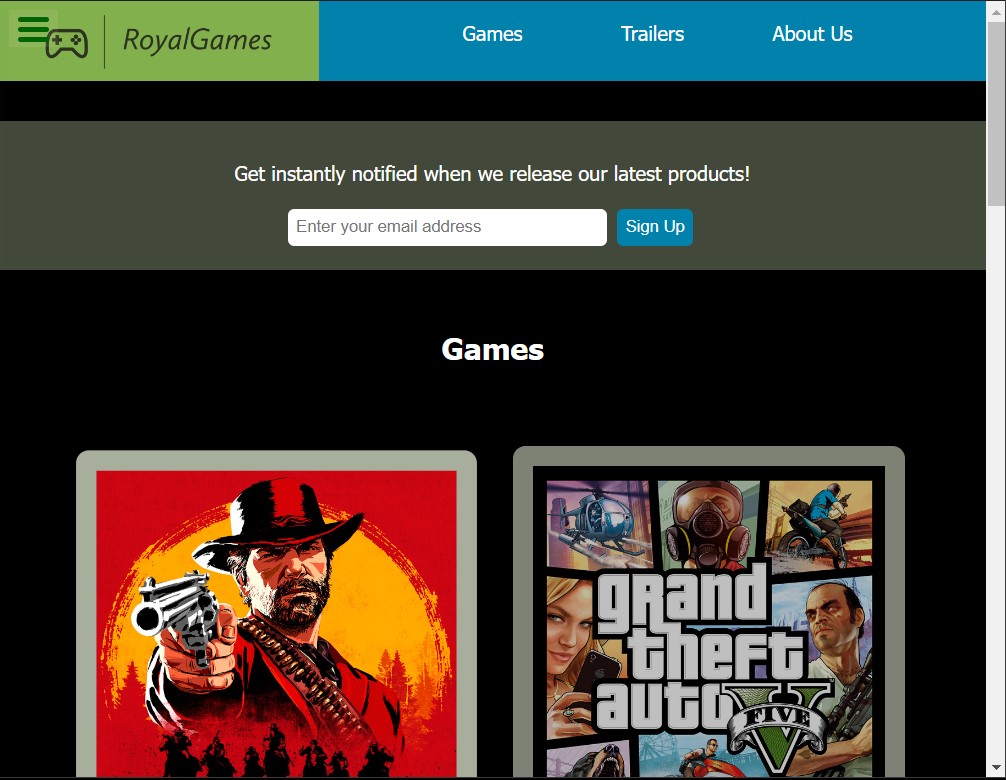 RoyalGames
Games
Trailers
About Us
Get instantly notified when we release our latest products!
Enter your email address
Sign Up
Games
grand
theft
auto
FIVE